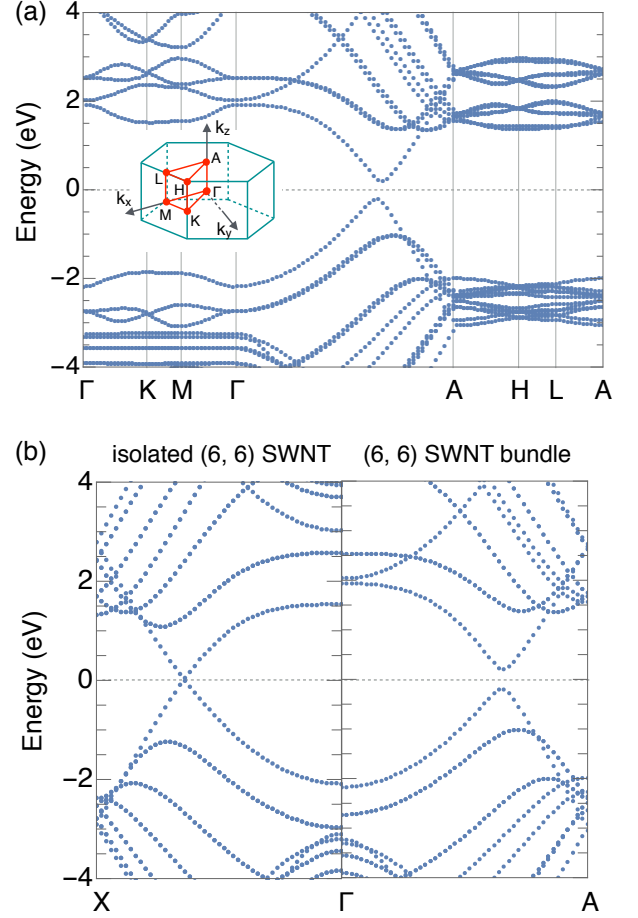 (a)
Energy (eV)
4
2
0
−2
−4
k_z
A
L
H
Γ
k_x
M
K
k_y
Γ K M Γ A H L A
(b)
isolated (6, 6) SWNT
(6, 6) SWNT bundle
Energy (eV)
4
2
0
−2
−4
X Γ A